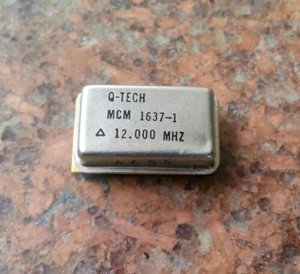 Q-TECH
MCM 1637-1
△ 12.000 MHZ